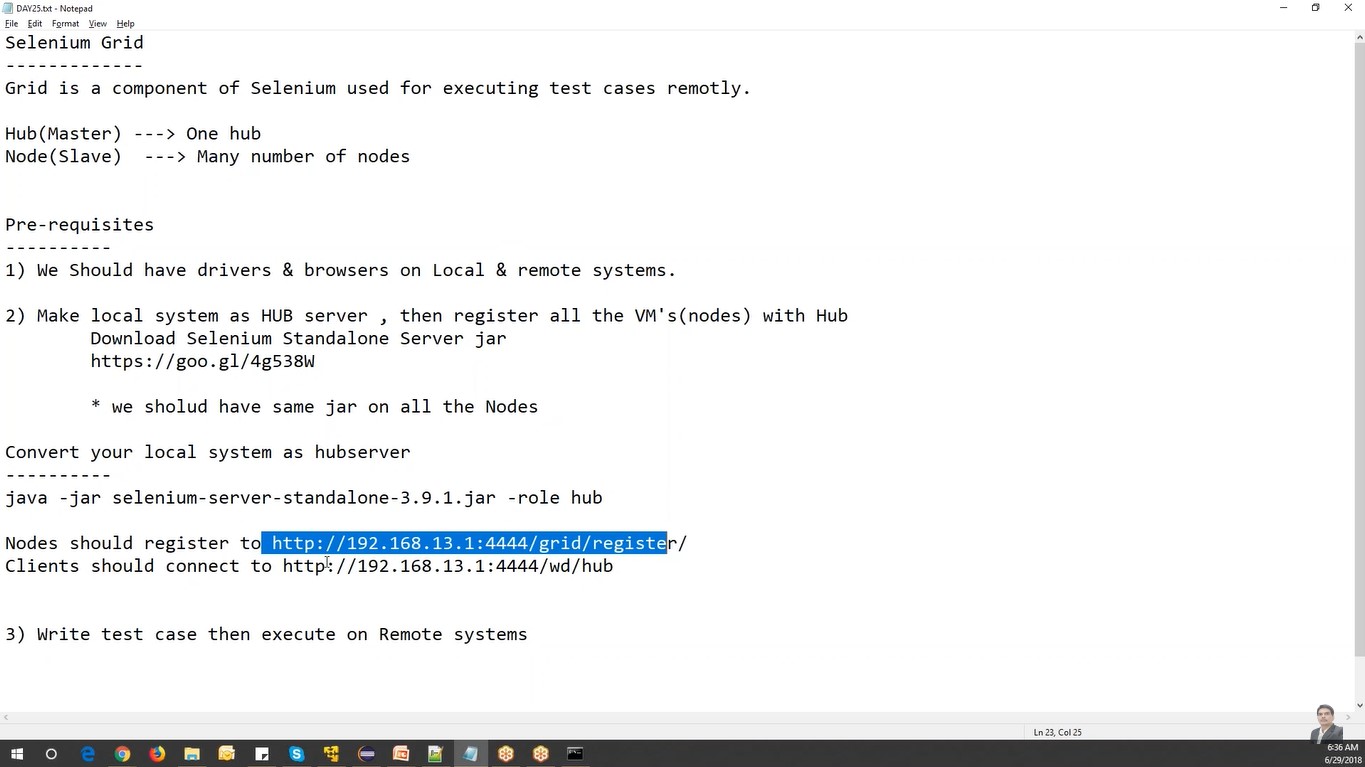 DAY25.txt - Notepad
File Edit Format View Help
Selenium Grid
-------------
Grid is a component of Selenium used for executing test cases remotly.
Hub(Master) ---> One hub
Node(Slave) ---> Many number of nodes
Pre-requisites
----------
1) We Should have drivers & browsers on Local & remote systems.
2) Make local system as HUB server , then register all the VM's(nodes) with Hub
Download Selenium Standalone Server jar
https://goo.gl/4g538W
* we sholud have same jar on all the Nodes
Convert your local system as hubserver
----------
java -jar selenium-server-standalone-3.9.1.jar -role hub
Nodes should register to http://192.168.13.1:4444/grid/register/
Clients should connect to http://192.168.13.1:4444/wd/hub
3) Write test case then execute on Remote systems
Ln 23, Col 25
6:36 AM
6/29/2018